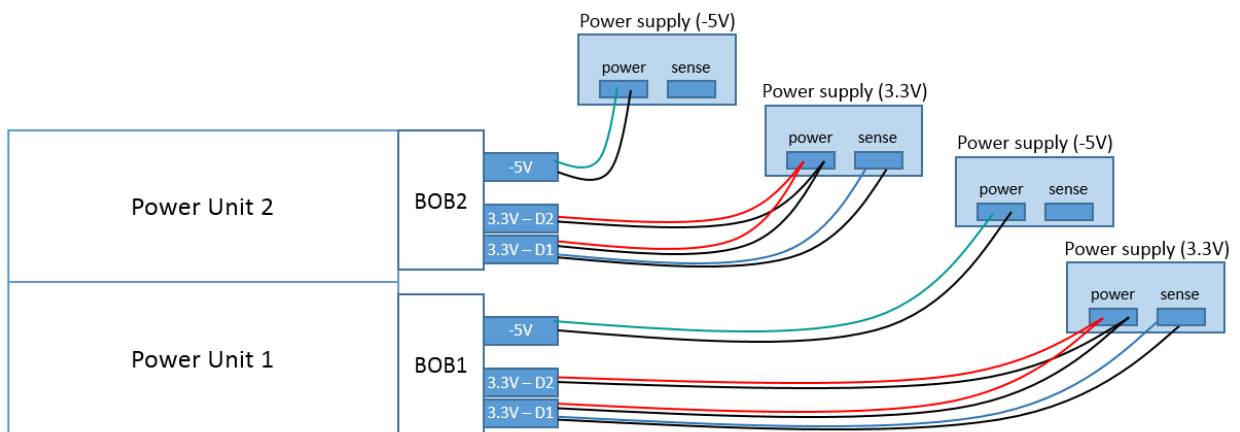 Power supply (-5V)
power sense
Power supply (3.3V)
power sense
Power supply (-5V)
power sense
Power supply (3.3V)
power sense
Power Unit 2
BOB2
-5V
3.3V – D2
3.3V – D1
Power Unit 1
BOB1
-5V
3.3V – D2
3.3V – D1